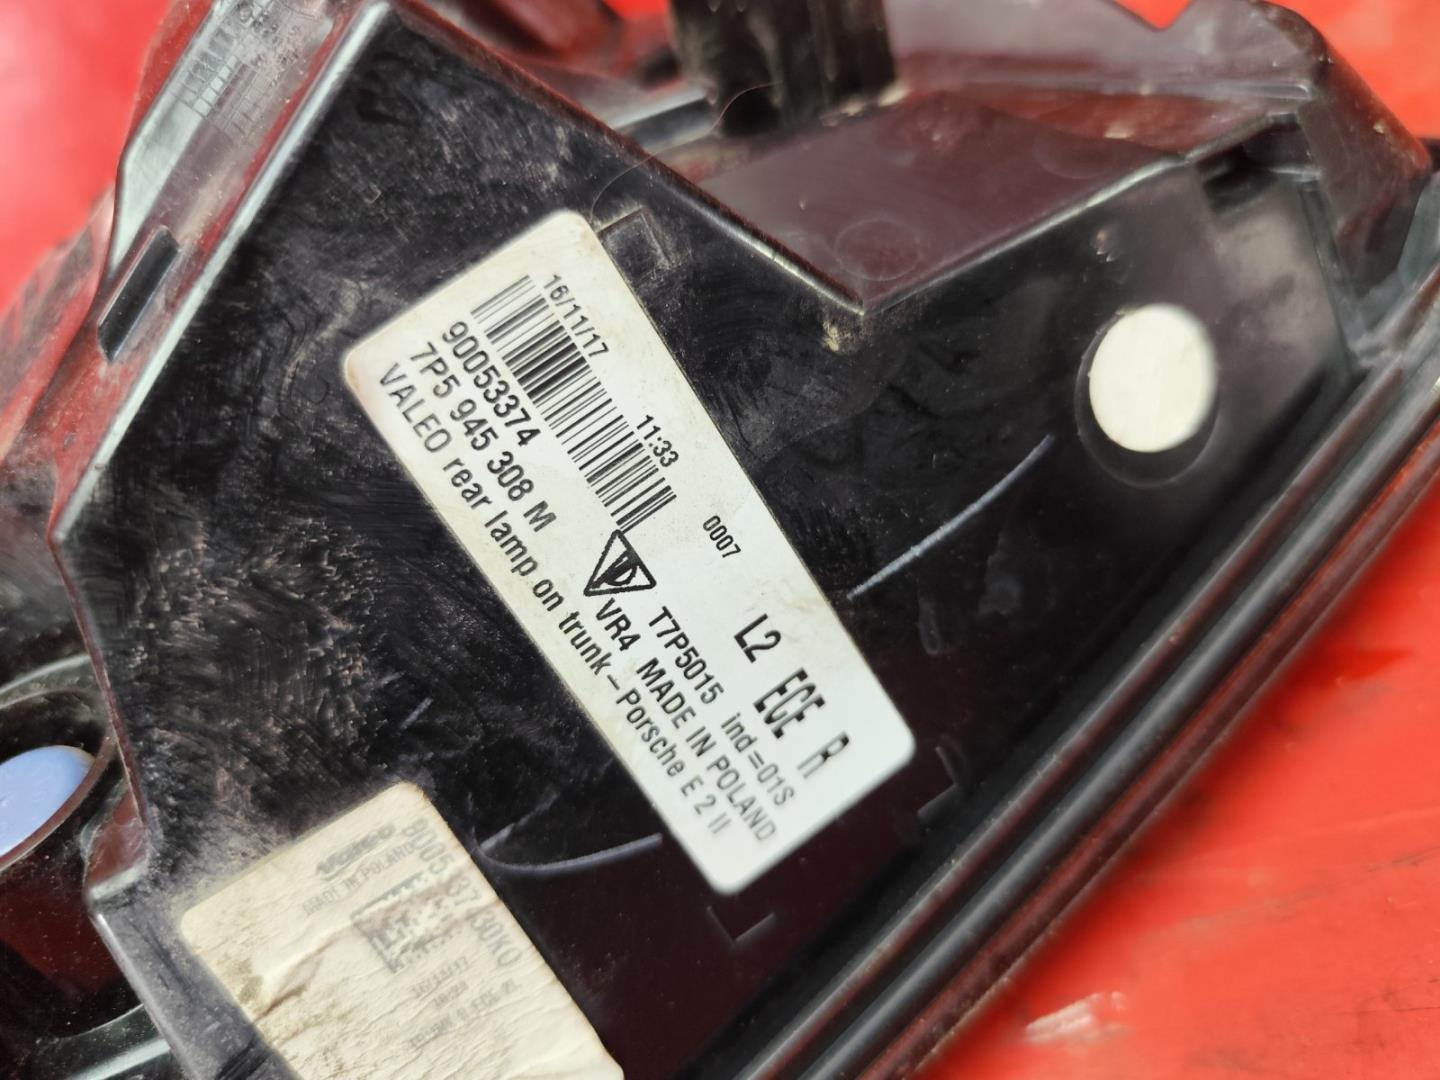 16/11/17 11:33 0007 L2 ECE R
90053374 T7P5015 ind=01S
7P5 945 308 M VR4 MADE IN POLAND
VALEO rear lamp on trunk - Porsche E 2 II
Valeo
MADE IN POLAND